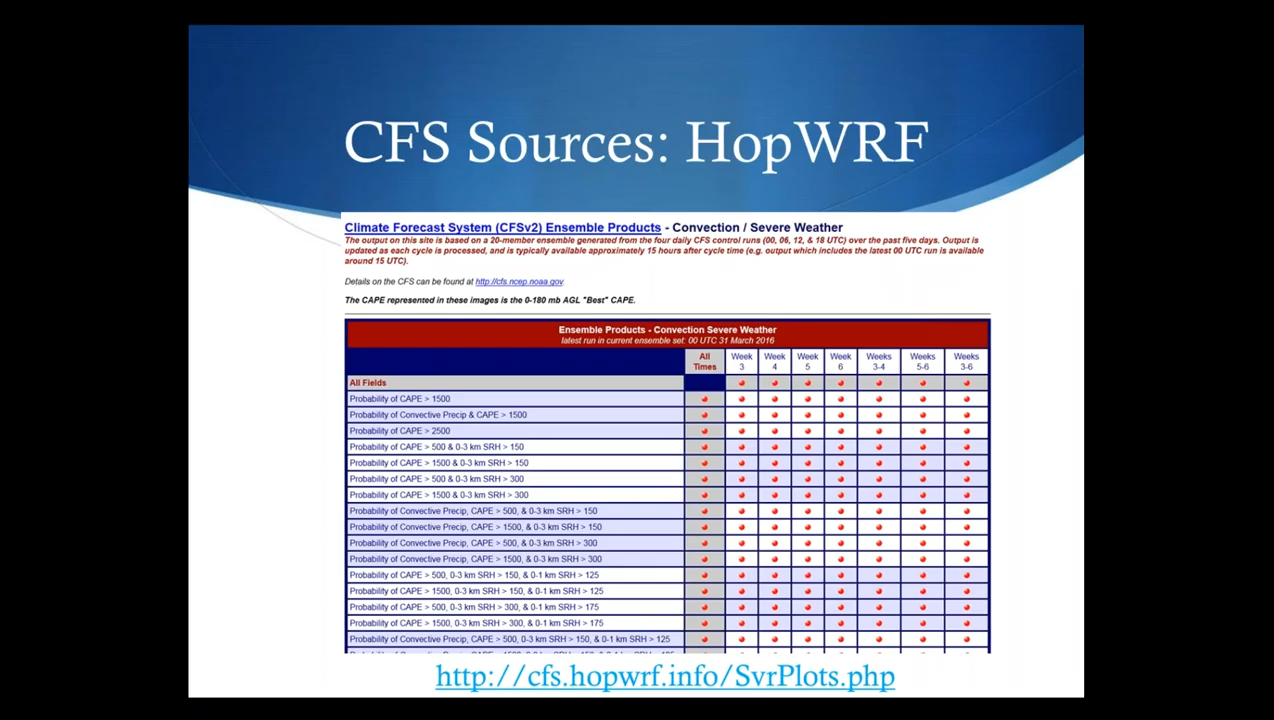 CFS Sources: HopWRF
Climate Forecast System (CFSv2) Ensemble Products - Convection / Severe Weather
The output on this site is based on a 20-member ensemble generated from the four daily CFS control runs (00, 06, 12, & 18 UTC) over the past five days. Output is
updated as each cycle is processed, and is typically available approximately 15 hours after cycle time (e.g. output which includes the latest 00 UTC run is available
around 15 UTC).
Details on the CFS can be found at http://cfs.ncep.noaa.gov.
The CAPE represented in these images is the 0-180 mb AGL "Best" CAPE.
Ensemble Products - Convection Severe Weather
latest run in current ensemble set: 00 UTC 31 March 2016
All Times Week 3 Week 4 Week 5 Week 6 Weeks 3-4 Weeks 5-6 Weeks 3-6
All Fields
Probability of CAPE > 1500
Probability of Convective Precip & CAPE > 1500
Probability of CAPE > 2500
Probability of CAPE > 500 & 0-3 km SRH > 150
Probability of CAPE > 1500 & 0-3 km SRH > 150
Probability of CAPE > 500 & 0-3 km SRH > 300
Probability of CAPE > 1500 & 0-3 km SRH > 300
Probability of Convective Precip, CAPE > 500, & 0-3 km SRH > 150
Probability of Convective Precip, CAPE > 1500, & 0-3 km SRH > 150
Probability of Convective Precip, CAPE > 500, & 0-3 km SRH > 300
Probability of Convective Precip, CAPE > 1500, & 0-3 km SRH > 300
Probability of CAPE > 500, 0-3 km SRH > 150, & 0-1 km SRH > 125
Probability of CAPE > 1500, 0-3 km SRH > 150, & 0-1 km SRH > 125
Probability of CAPE > 500, 0-3 km SRH > 300, & 0-1 km SRH > 175
Probability of CAPE > 1500, 0-3 km SRH > 300, & 0-1 km SRH > 175
Probability of Convective Precip, CAPE > 500, 0-3 km SRH > 150, & 0-1 km SRH > 125
http://cfs.hopwrf.info/SvrPlots.php